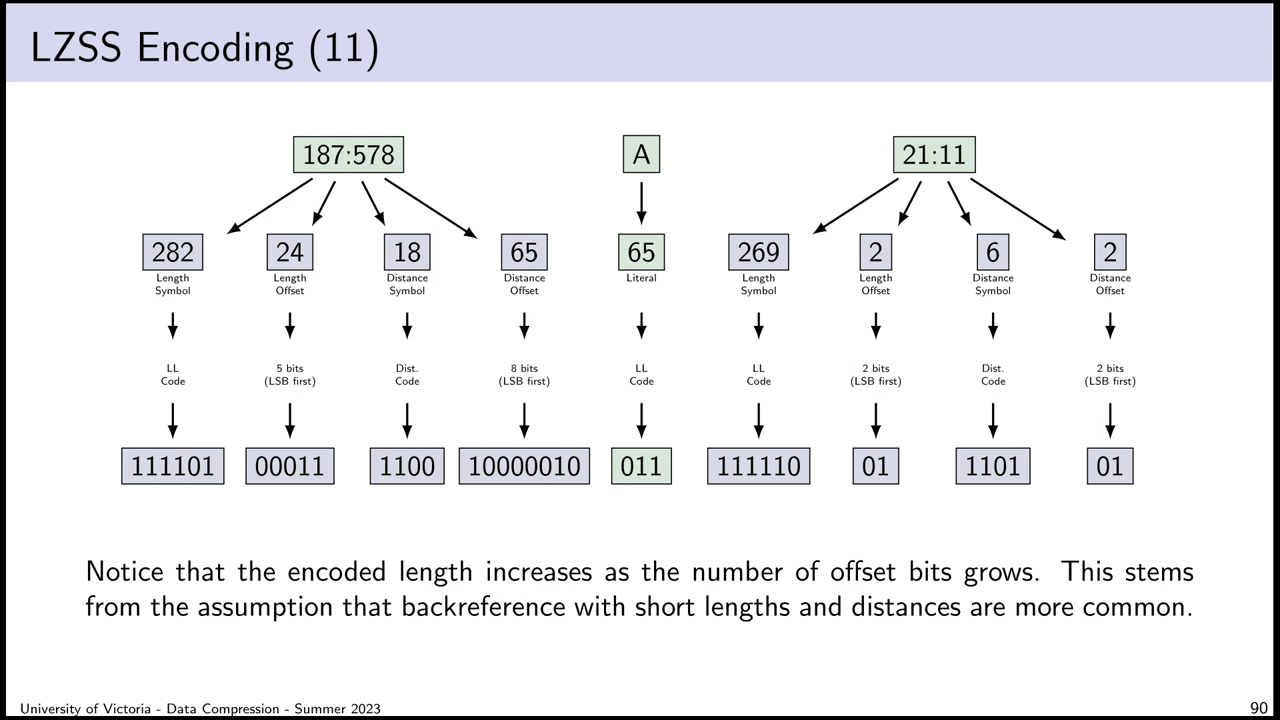 LZSS Encoding (11)
187:578 A 21:11
282 24 18 65 65 269 2 6 2
Length Symbol Length Offset Distance Symbol Distance Offset Literal Length Symbol Length Offset Distance Symbol Distance Offset
LL Code 5 bits (LSB first) Dist. Code 8 bits (LSB first) LL Code LL Code 2 bits (LSB first) Dist. Code 2 bits (LSB first)
111101 00011 1100 10000010 011 111110 01 1101 01
Notice that the encoded length increases as the number of offset bits grows. This stems
from the assumption that backreference with short lengths and distances are more common.
University of Victoria - Data Compression - Summer 2023 90